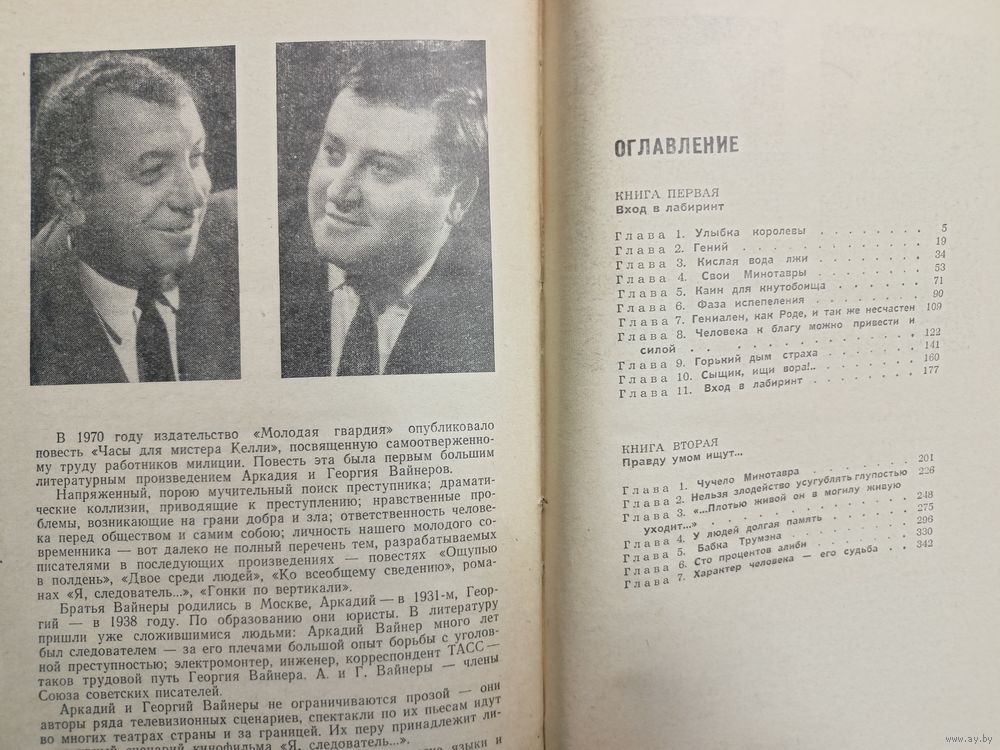 В 1970 году издательство «Молодая гвардия» опубликовало
повесть «Часы для мистера Келли», посвященную самоотверженно-
му труду работников милиции. Повесть эта была первым большим
литературным произведением Аркадия и Георгия Вайнеров.
Напряженный, порою мучительный поиск преступника; драмати-
ческие коллизии, приводящие к преступлению; нравственные про-
блемы, возникающие на грани добра и зла; ответственность челове-
ка перед обществом и самим собою; личность нашего молодого со-
временника — вот далеко не полный перечень тем, разрабатываемых
писателями в последующих произведениях — повестях «Ощупью
в полдень», «Двое среди людей», «Ко всеобщему сведению», рома-
нах «Я, следователь...», «Гонки по вертикали».
Братья Вайнеры родились в Москве, Аркадий — в 1931-м, Геор-
гий — в 1938 году. По образованию они юристы. В литературу
пришли уже сложившимися людьми: Аркадий Вайнер много лет
был следователем — за его плечами большой опыт борьбы с уголов-
ной преступностью; электромонтер, инженер, корреспондент ТАСС —
таков трудовой путь Георгия Вайнера. А. и Г. Вайнеры — члены
Союза советских писателей.
Аркадий и Георгий Вайнеры не ограничиваются прозой — они
авторы ряда телевизионных сценариев, спектакли по их пьесам идут
во многих театрах страны и за границей. Их перу принадлежит ли-
сценарий кинофильма «Я, следователь...».
языки и
ОГЛАВЛЕНИЕ
КНИГА ПЕРВАЯ
Вход в лабиринт
Глава 1. Улыбка королевы . . . . . . . . 5
Глава 2. Гений . . . . . . . . . . . 19
Глава 3. Кислая вода лжи . . . . . . . . 34
Глава 4. Свои Минотавры . . . . . . . . 53
Глава 5. Каин для кнутобоища . . . . . . . 71
Глава 6. Фаза испепеления . . . . . . . . 90
Глава 7. Гениален, как Роде, и так же несчастен 109
Глава 8. Человека к благу можно привести и
силой . . . . . . . . . . . . . 122
Глава 9. Горький дым страха . . . . . . . 141
Глава 10. Сыщик, ищи вора!.. . . . . . . . 160
Глава 11. Вход в лабиринт . . . . . . . . 177
КНИГА ВТОРАЯ
Правду умом ищут...
Глава 1. Чучело Минотавра . . . . . . . . 201
Глава 2. Нельзя злодейство усугублять глупостью 226
Глава 3. «...Плотью живой он в могилу живую
уходит...» . . . . . . . . . . . 248
Глава 4. У людей долгая память . . . . . . 275
Глава 5. Бабка Трумэна . . . . . . . . . 296
Глава 6. Сто процентов алиби . . . . . . . 330
Глава 7. Характер человека — его судьба . . 342
www.ay.by